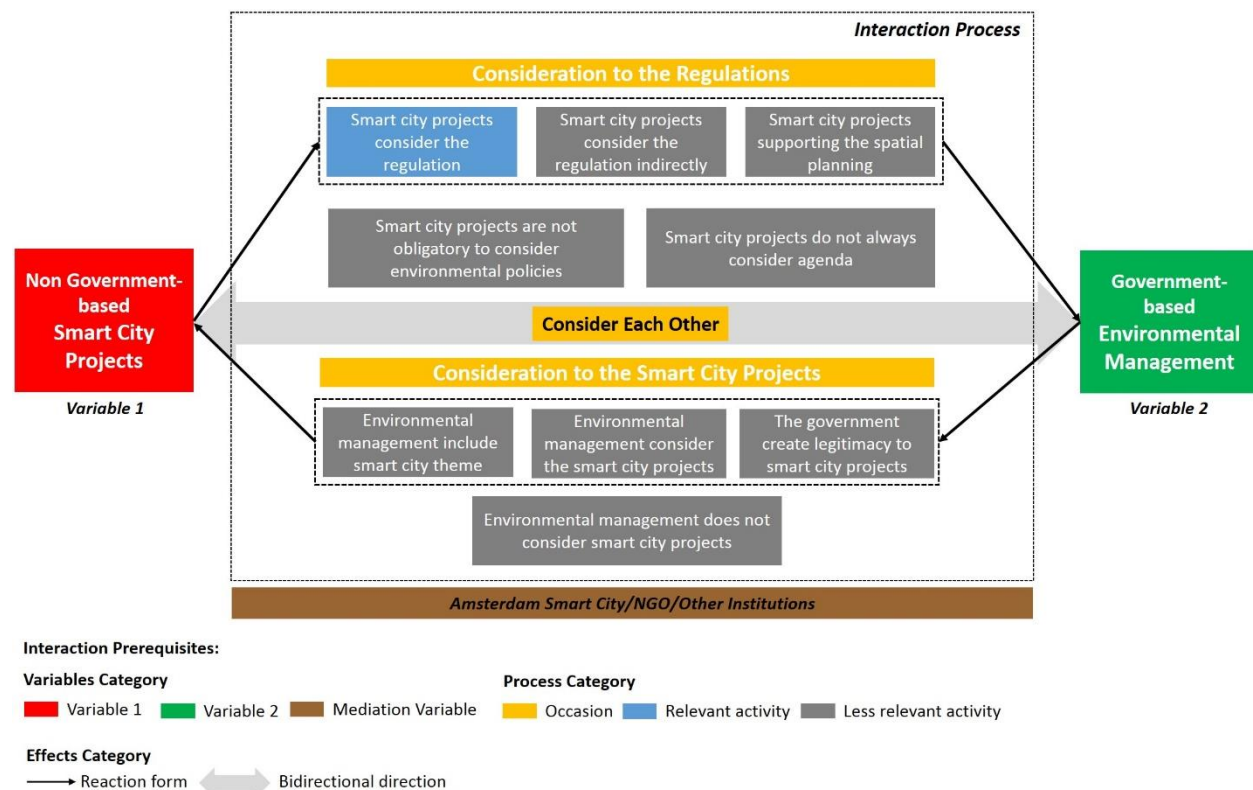 Interaction Process
Consideration to the Regulations
Smart city projects
consider the
regulation
Smart city projects
consider the
regulation indirectly
Smart city projects
supporting the spatial
planning
Smart city projects are not
obligatory to consider
environmental policies
Smart city projects do not always
consider agenda
Non Government-
based
Smart City
Projects
Variable 1
Consider Each Other
Government-
based
Environmental
Management
Variable 2
Consideration to the Smart City Projects
Environmental
management include
smart city theme
Environmental
management consider
the smart city projects
The government
create legitimacy to
smart city projects
Environmental management does not
consider smart city projects
Amsterdam Smart City/NGO/Other Institutions
Interaction Prerequisites:
Variables Category
Variable 1 Variable 2 Mediation Variable
Process Category
Occasion Relevant activity Less relevant activity
Effects Category
Reaction form Bidirectional direction